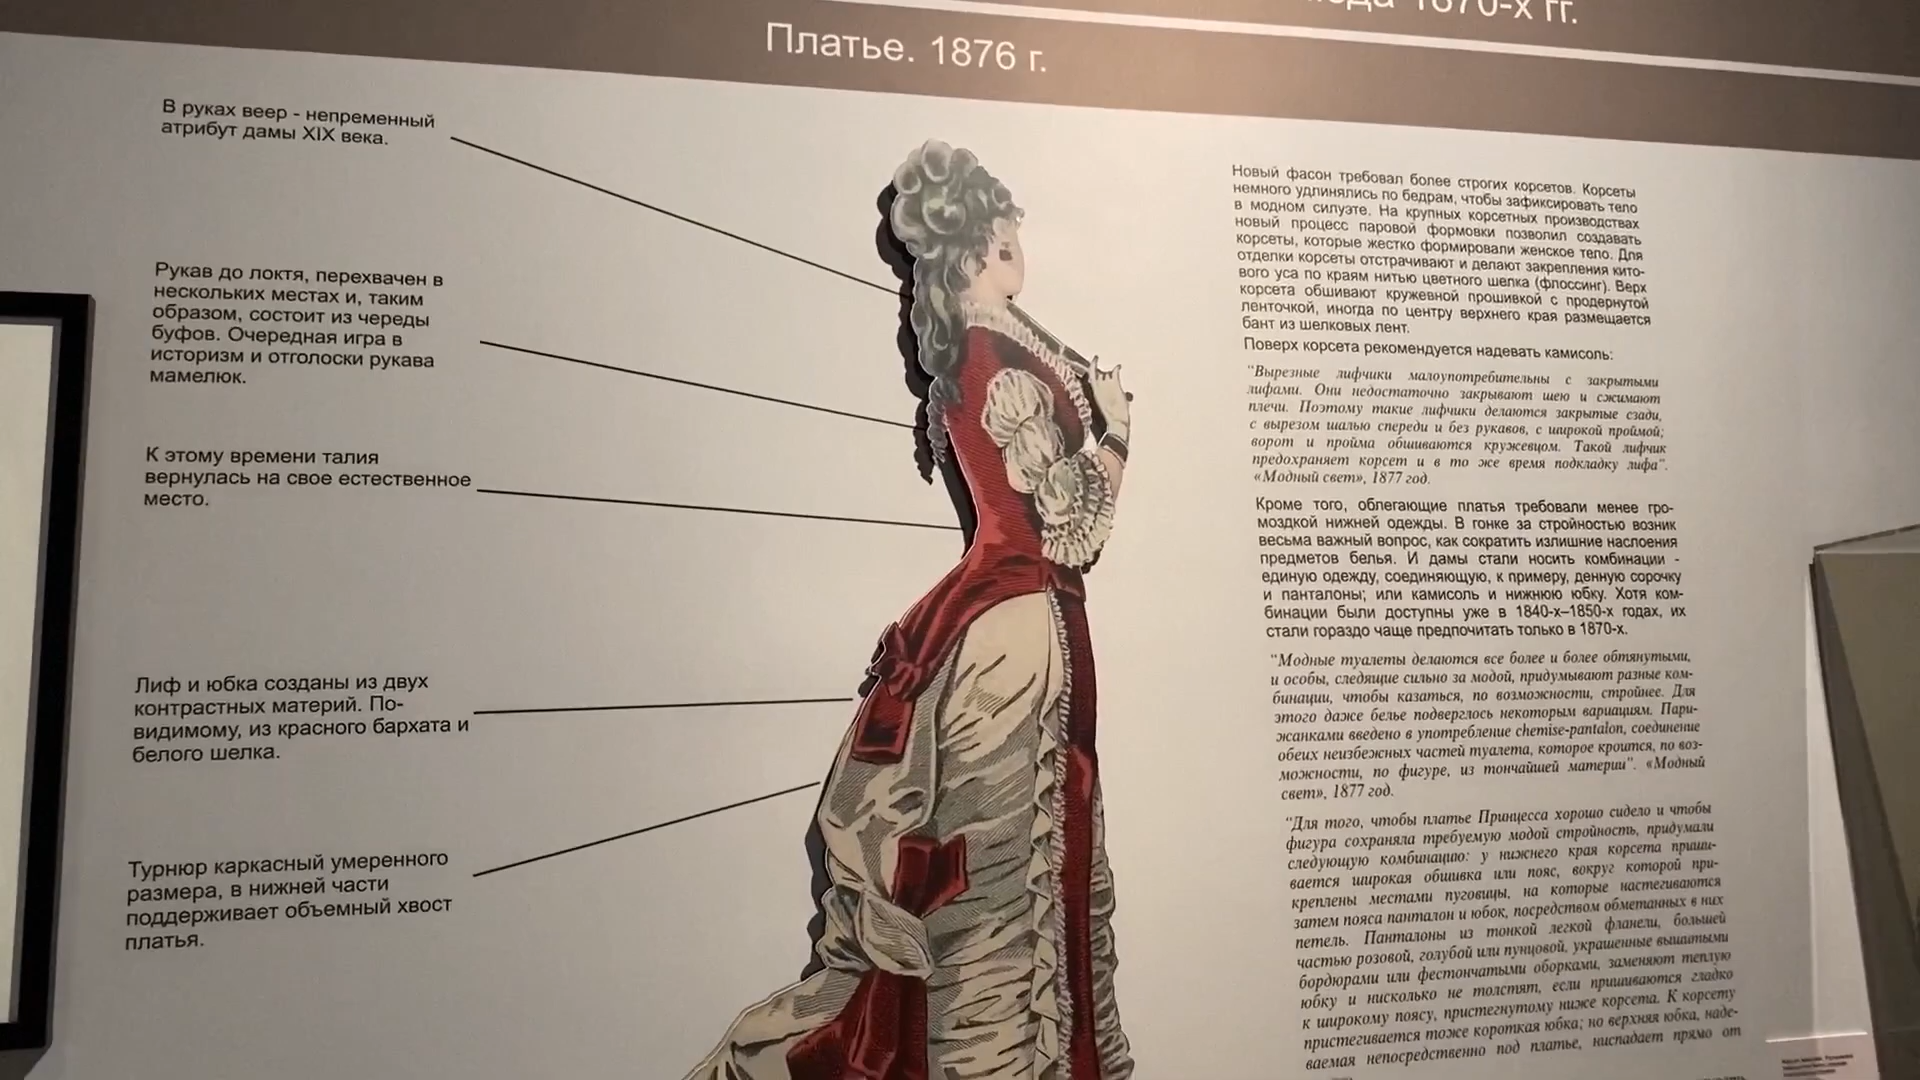 1870-х гг.
Платье. 1876 г.
В руках веер - непременный
атрибут дамы XIX века.
Рукав до локтя, перехвачен в
нескольких местах и, таким
образом, состоит из череды
буфов. Очередная игра в
историзм и отголоски рукава
мамелюк.
К этому времени талия
вернулась на свое естественное
место.
Лиф и юбка созданы из двух
контрастных материй. По-
видимому, из красного бархата и
белого шелка.
Турнюр каркасный умеренного
размера, в нижней части
поддерживает объемный хвост
платья.
Новый фасон требовал более строгих корсетов. Корсеты
немного удлинялись по бедрам, чтобы зафиксировать тело
в модном силуэте. На крупных корсетных производствах
новый процесс паровой формовки позволил создавать
корсеты, которые жестко формировали женское тело. Для
отделки корсеты отстрачивают и делают закрепления кито-
вого уса по краям нитью цветного шелка (флоссинг). Верх
корсета обшивают кружевной прошивкой с продернутой
ленточкой, иногда по центру верхнего края размещается
бант из шелковых лент.
Поверх корсета рекомендуется надевать камисоль:
"Вырезные лифчики малоупотребительны с закрытыми
лифами. Они недостаточно закрывают шею и сжимают
плечи. Поэтому такие лифчики делаются закрытые сзади,
с вырезом шалью спереди и без рукавов, с широкой проймой;
ворот и пройма обшиваются кружевцом. Такой лифчик
предохраняет корсет и в то же время подкладку лифа".
«Модный свет», 1877 год.
Кроме того, облегающие платья требовали менее гро-
моздкой нижней одежды. В гонке за стройностью возник
весьма важный вопрос, как сократить излишние наслоения
предметов белья. И дамы стали носить комбинации -
единую одежду, соединяющую, к примеру, денную сорочку
и панталоны; или камисоль и нижнюю юбку. Хотя ком-
бинации были доступны уже в 1840-х–1850-х годах, их
стали гораздо чаще предпочитать только в 1870-х.
"Модные туалеты делаются все более и более обтянутыми,
и особы, следящие сильно за модой, придумывают разные ком-
бинации, чтобы казаться, по возможности, стройнее. Для
этого даже белье подверглось некоторым вариациям. Пари-
жанками введено в употребление chemise-pantalon, соединение
обеих неизбежных частей туалета, которое кроится, по воз-
можности, по фигуре, из тончайшей материи". «Модный
свет», 1877 год.
"Для того, чтобы платье Принцесса хорошо сидело и чтобы
фигура сохраняла требуемую модой стройность, придумали
следующую комбинацию: у нижнего края корсета приши-
вается широкая обшивка или пояс, вокруг которой при-
креплены местами пуговицы, на которые настегиваются
затем пояса панталон и юбок, посредством обметанных в них
петель. Панталоны из тонкой легкой фланели, большей
частью розовой, голубой или пунцовой, украшенные вышитыми
бордюрами или фестончатыми оборками, заменяют теплую
юбку и нисколько не толстят, если пришиваются гладко
к широкому поясу, пристегнутому ниже корсета. К корсету
пристегивается тоже короткая юбка; но верхняя юбка, наде-
ваемая непосредственно под платье, ниспадает прямо от